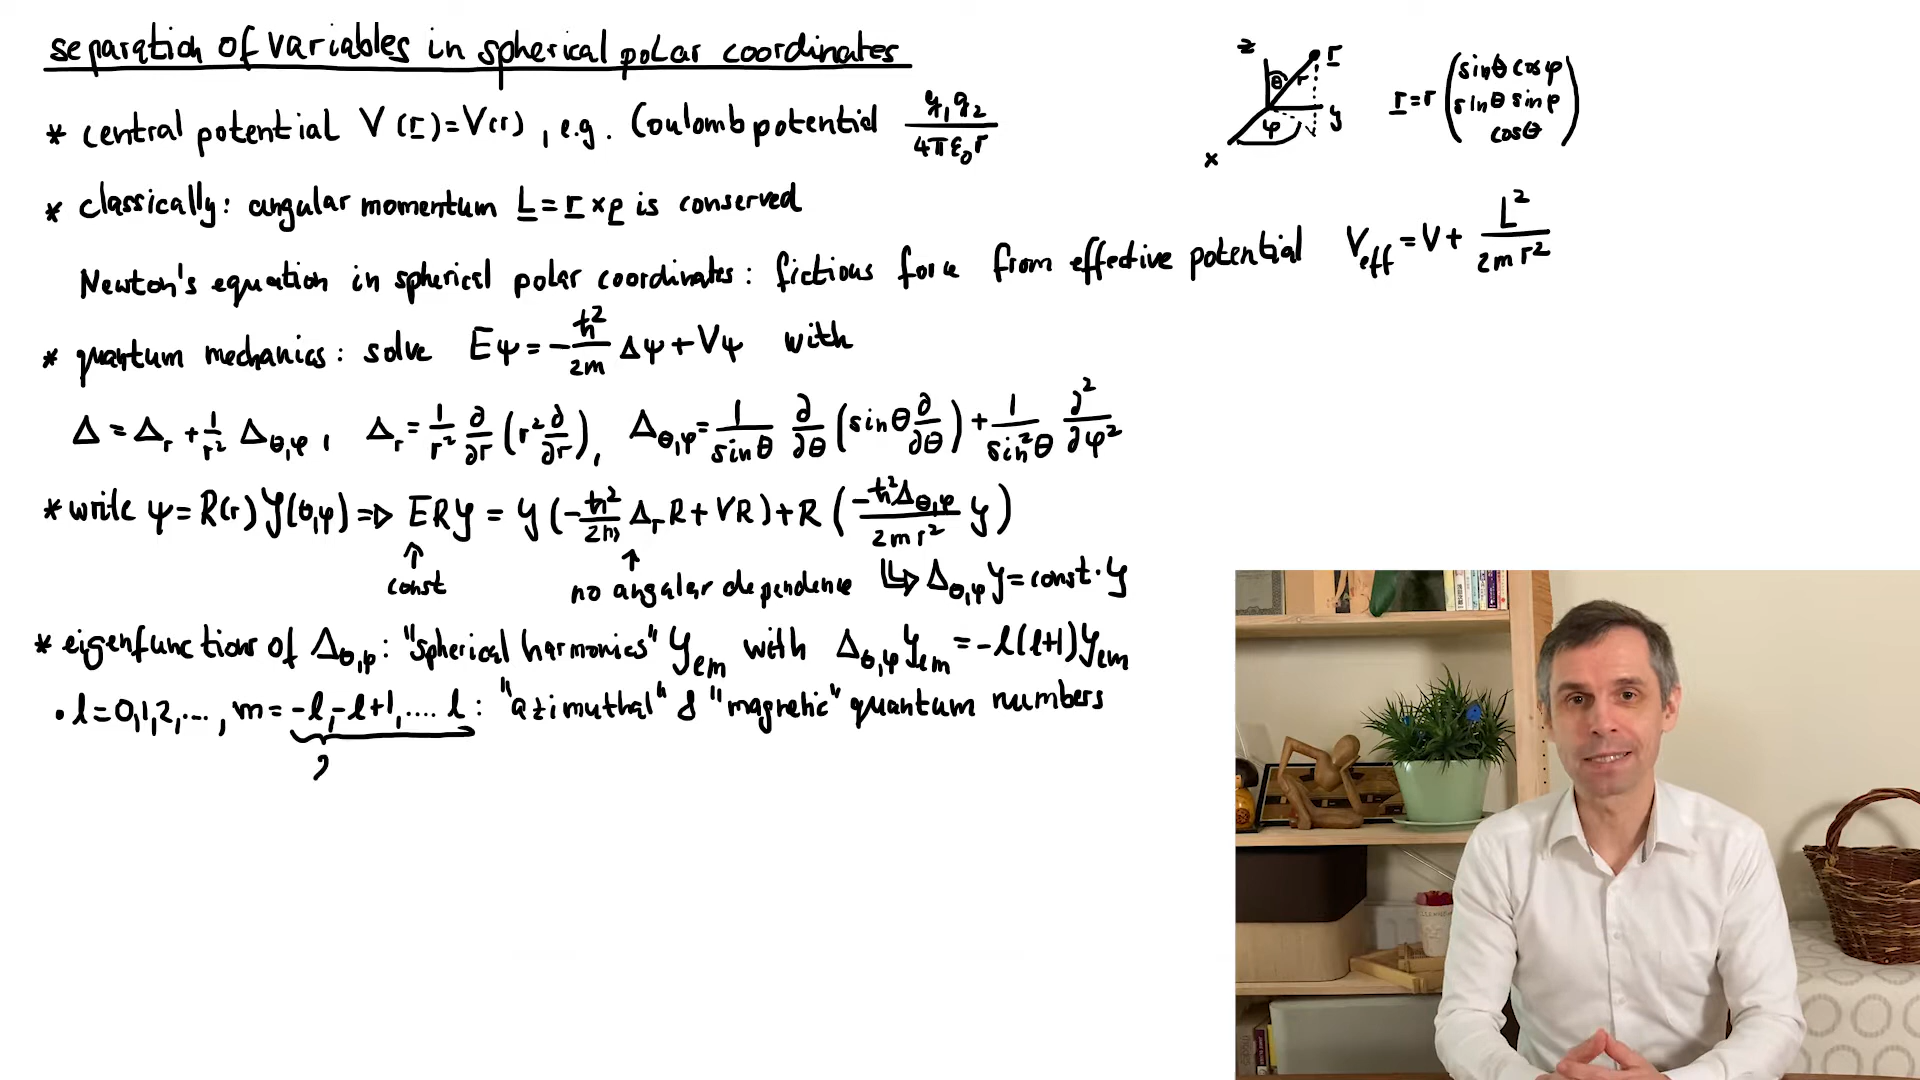 separation of variables in spherical polar coordinates
* central potential V(r)=V(r), e.g. Coulomb potential q₁q₂/4πε₀r
z r θ r y φ x
r=r (sinθ cosφ
sinθ sinφ
cosθ)
* classically: angular momentum L=r×p is conserved
Newton's equation in spherical polar coordinates: fictious force from effective potential V_eff=V+L²/2mr²
* quantum mechanics: solve Eψ=-ħ²/2m Δψ+Vψ with
Δ=Δ_r+1/r² Δ_θ,φ, Δ_r=1/r² ∂/∂r (r² ∂/∂r), Δ_θ,φ=1/sinθ ∂/∂θ (sinθ ∂/∂θ)+1/sin²θ ∂²/∂φ²
* write ψ=R(r)Y(θ,φ) ⇒ ERY = Y(-ħ²/2m Δ_r R+VR)+R(-ħ²Δ_θ,φ/2mr² Y)
↑ const ↑ no angular dependence ↳ Δ_θ,φ Y=const·Y
* eigenfunctions of Δ_θ,φ: "spherical harmonics" Y_ℓm with Δ_θ,φ Y_ℓm=-ℓ(ℓ+1)Y_ℓm
• ℓ=0,1,2,..., m=-ℓ,-ℓ+1,.... ℓ: "azimuthal" & "magnetic" quantum numbers